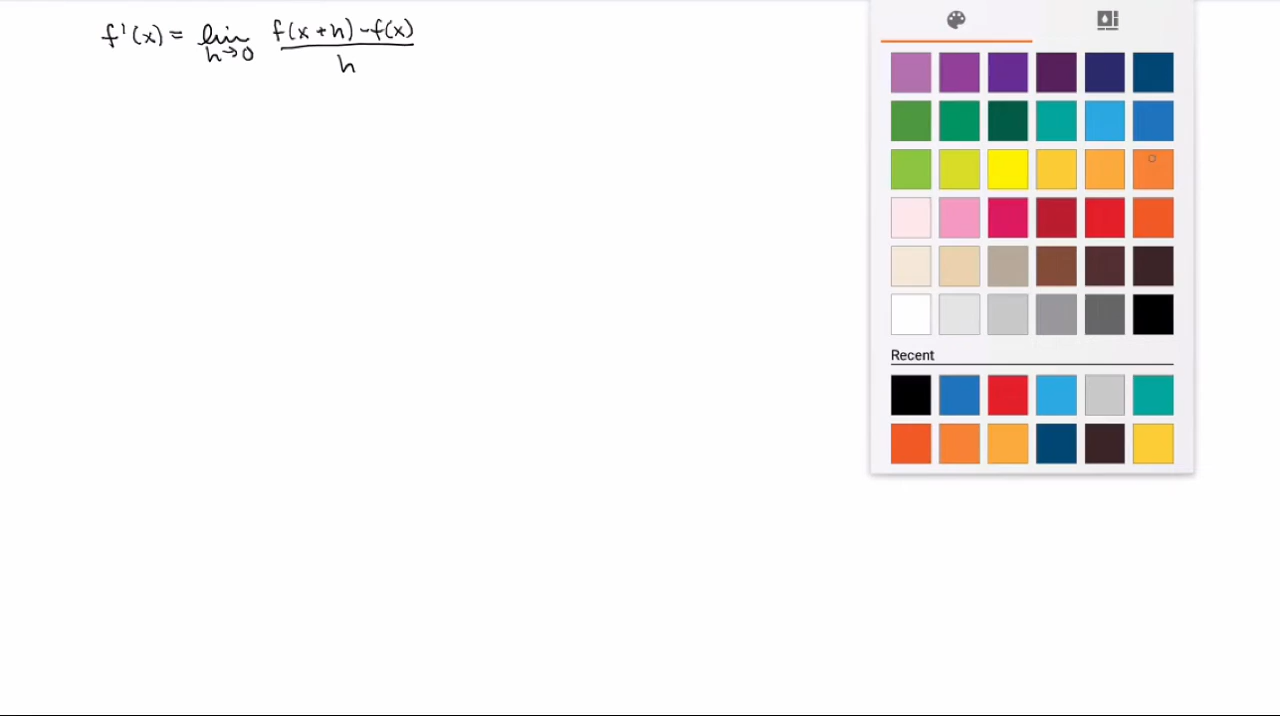 f'(x) = lim h→0 f(x+h) - f(x) / h
Recent